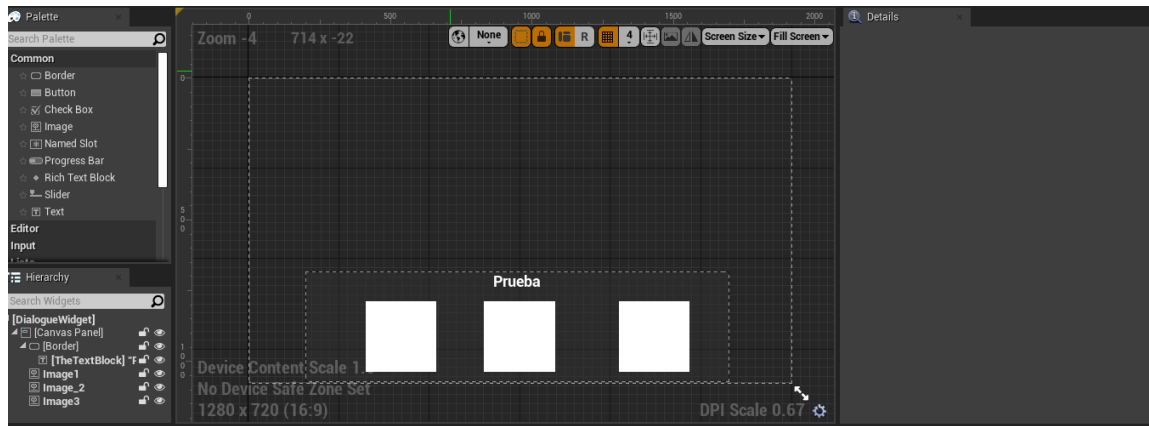 Palette
Search Palette
Common
Border
Button
Check Box
Image
Named Slot
Progress Bar
Rich Text Block
Slider
Text
Editor
Input
Hierarchy
Search Widgets
[DialogueWidget]
[Canvas Panel]
[Border]
[TheTextBlock]
Image1
Image_2
Image3
0 500 1000 1500 2000
Zoom -4 714 x -22
None R 4 Screen Size Fill Screen
0
500
100
Prueba
Device Content Scale 1.
No Device Safe Zone Set
1280 x 720 (16:9)
DPI Scale 0.67
Details